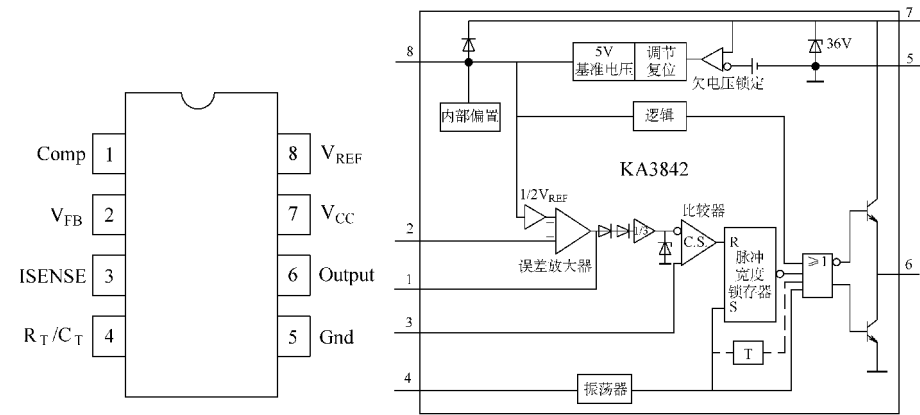 Comp 1
V_FB 2
ISENSE 3
R_T/C_T 4
8 V_REF
7 V_CC
6 Output
5 Gnd
7
8
5V
基准电压
调节
复位
36V
5
欠电压锁定
内部偏置
逻辑
KA3842
1/2V_REF
比较器
2
1/3
C.S.
误差放大器
R
脉冲
宽度
锁存器
S
≥1
6
1
3
T
4
振荡器